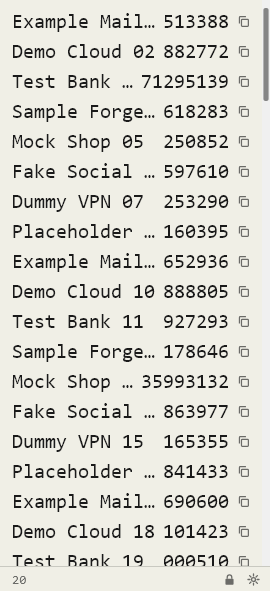 Example Mail… 513388
Demo Cloud 02 882772
Test Bank … 71295139
Sample Forge… 618283
Mock Shop 05 250852
Fake Social … 597610
Dummy VPN 07 253290
Placeholder … 160395
Example Mail… 652936
Demo Cloud 10 888805
Test Bank 11 927293
Sample Forge… 178646
Mock Shop … 35993132
Fake Social … 863977
Dummy VPN 15 165355
Placeholder … 841433
Example Mail… 690600
Demo Cloud 18 101423
Test Bank 19 000510
20